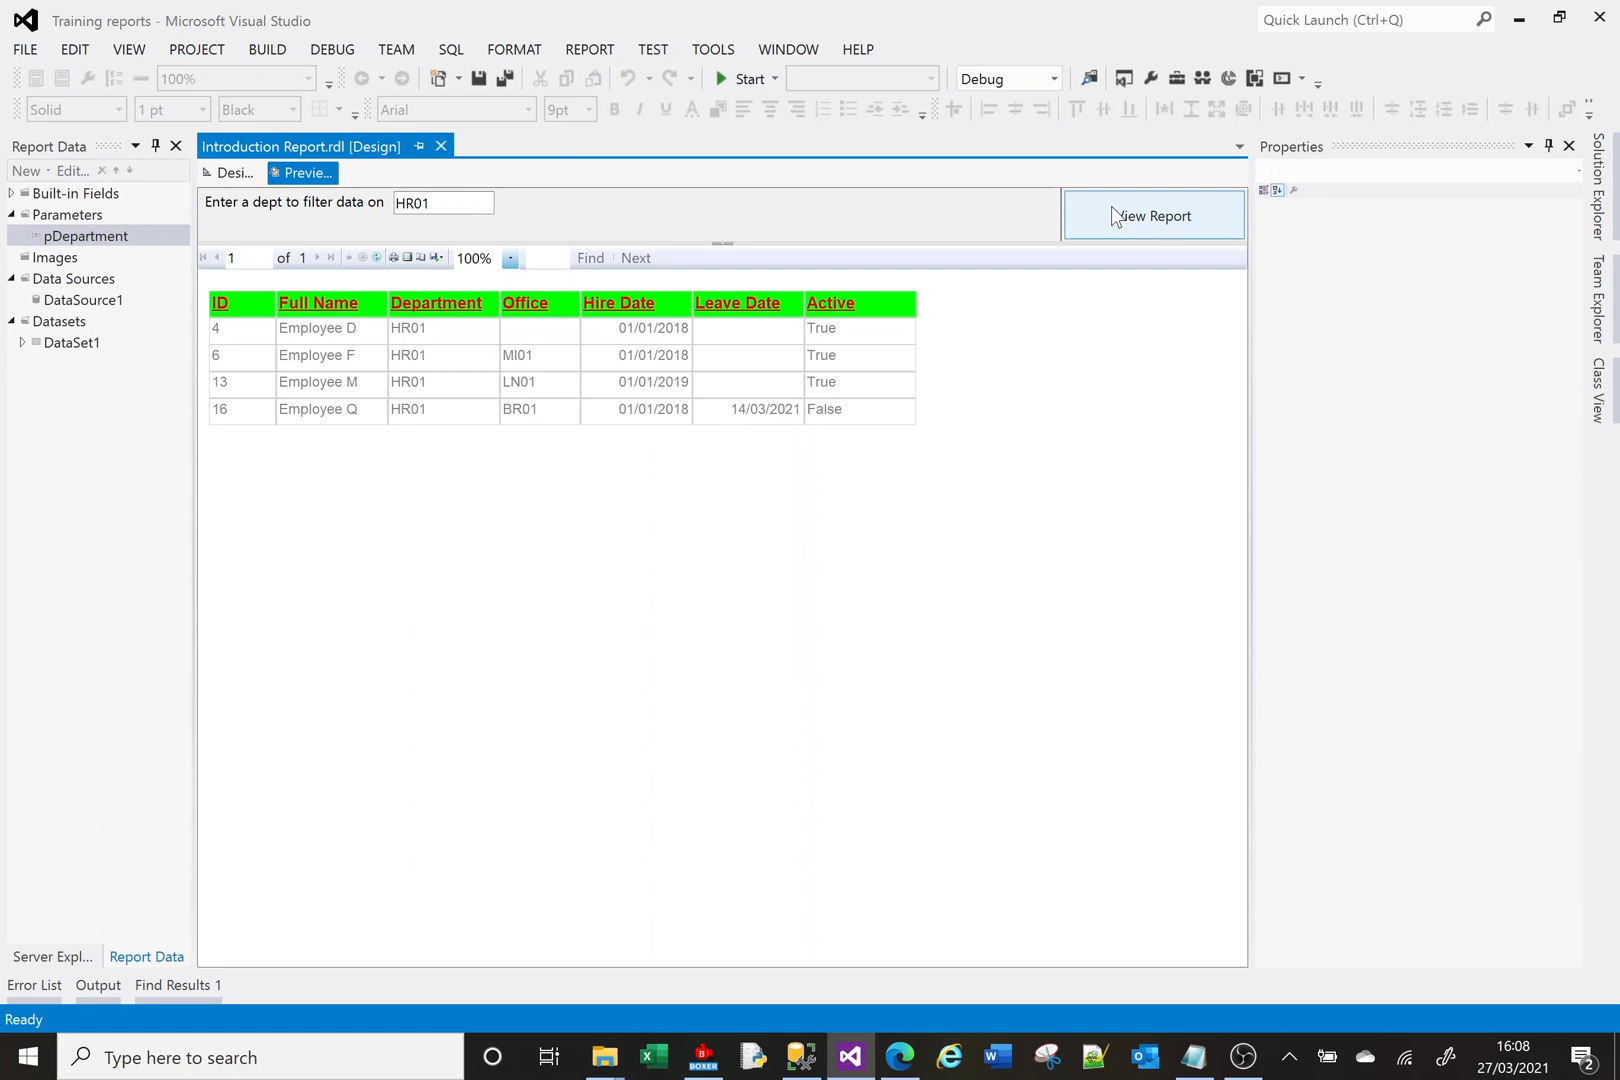 Training reports - Microsoft Visual Studio
Quick Launch (Ctrl+Q)
FILE EDIT VIEW PROJECT BUILD DEBUG TEAM SQL FORMAT REPORT TEST TOOLS WINDOW HELP
100% Start Debug
Solid 1 pt Black Arial 9pt B I U A
Report Data
Introduction Report.rdl [Design]
Properties
New Edit...
Desi... Previe...
Built-in Fields
Parameters
pDepartment
Images
Data Sources
DataSource1
Datasets
DataSet1
Enter a dept to filter data on HR01
View Report
1 of 1 100% Find Next
ID Full Name Department Office Hire Date Leave Date Active
4 Employee D HR01 01/01/2018 True
6 Employee F HR01 MI01 01/01/2018 True
13 Employee M HR01 LN01 01/01/2019 True
16 Employee Q HR01 BR01 01/01/2018 14/03/2021 False
Solution Explorer
Team Explorer
Class View
Server Expl... Report Data
Error List Output Find Results 1
Ready
Type here to search
BOXER
16:08
27/03/2021
2